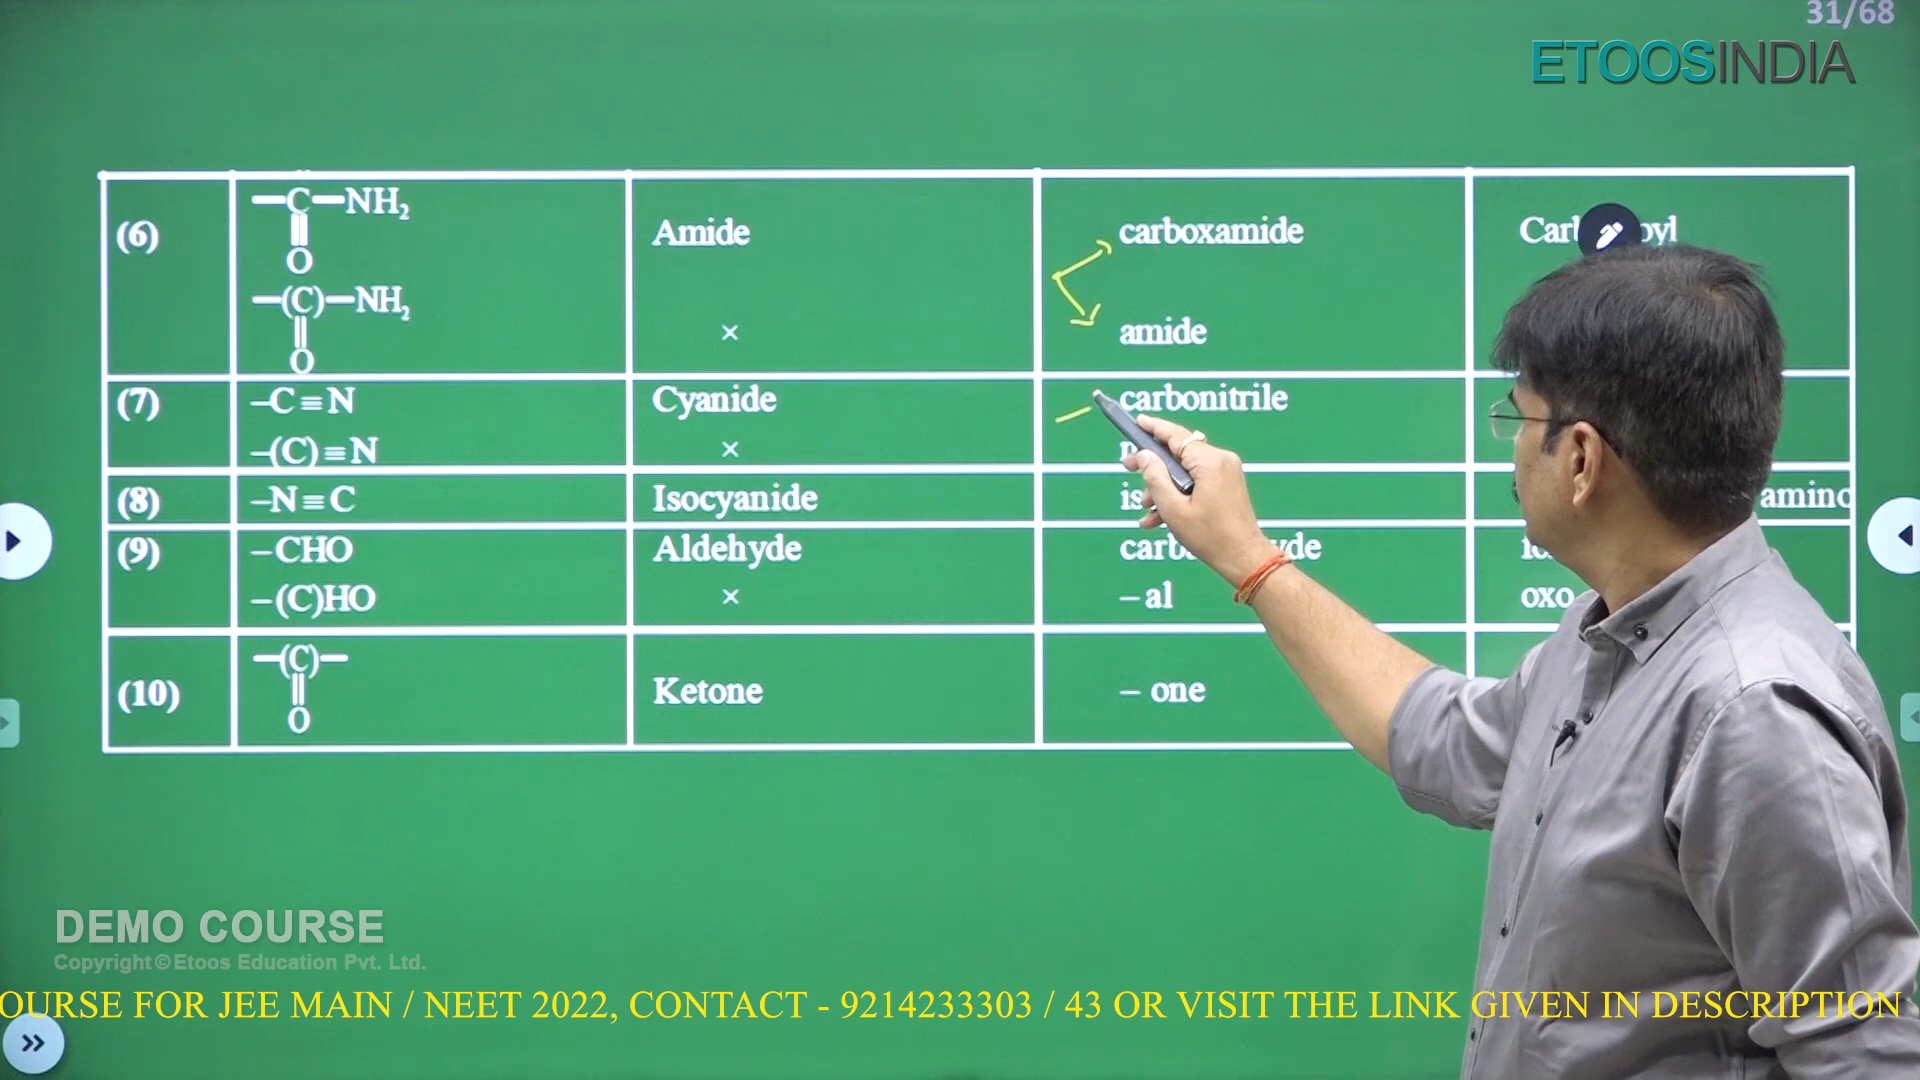 31/68
ETOOSINDIA
(6) –C–NH₂ Amide carboxamide
O
–(C)–NH₂ × amide
O
(7) –C≡N Cyanide carbonitrile
–(C)≡N ×
(8) –N≡C Isocyanide amino
(9) –CHO Aldehyde
–(C)HO × – al oxo
–(C)–
(10) Ketone – one
O
DEMO COURSE
Copyright © Etoos Education Pvt. Ltd.
OURSE FOR JEE MAIN / NEET 2022, CONTACT - 9214233303 / 43 OR VISIT THE LINK GIVEN IN DESCRIPTION